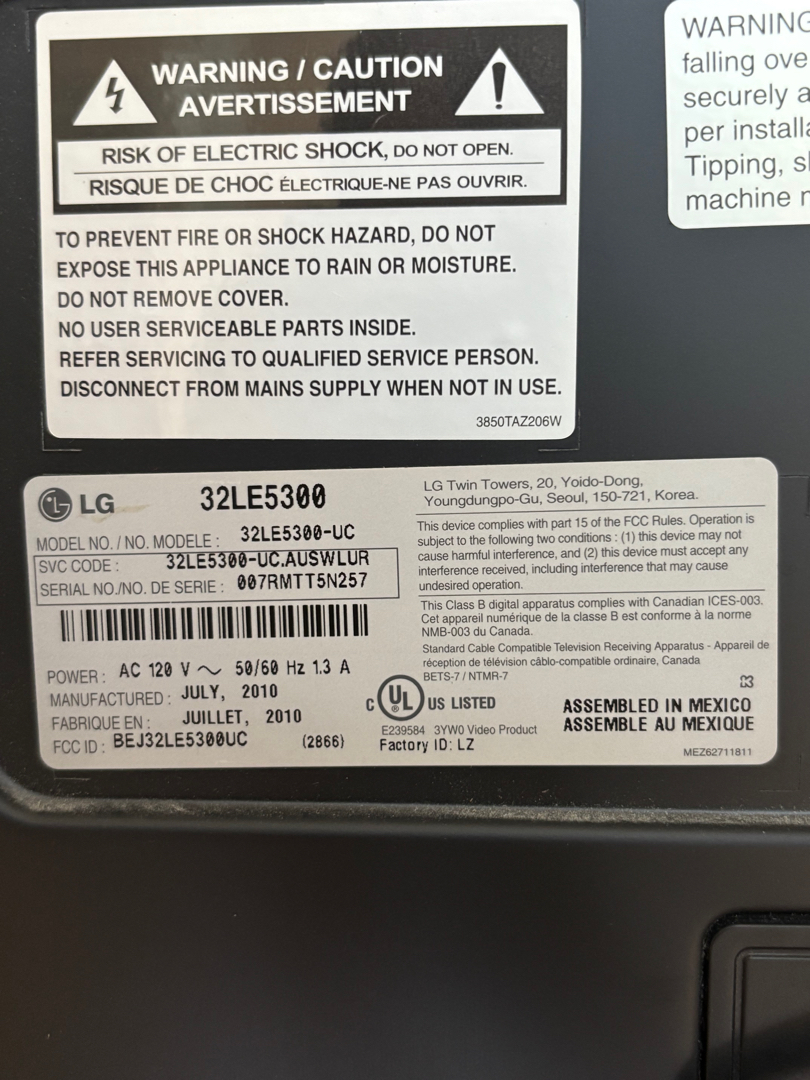 WARNING / CAUTION
AVERTISSEMENT
RISK OF ELECTRIC SHOCK, DO NOT OPEN.
RISQUE DE CHOC ÉLECTRIQUE-NE PAS OUVRIR.
TO PREVENT FIRE OR SHOCK HAZARD, DO NOT
EXPOSE THIS APPLIANCE TO RAIN OR MOISTURE.
DO NOT REMOVE COVER.
NO USER SERVICEABLE PARTS INSIDE.
REFER SERVICING TO QUALIFIED SERVICE PERSON.
DISCONNECT FROM MAINS SUPPLY WHEN NOT IN USE.
3850TAZ206W
WARNING
falling ove
securely a
per install
Tipping, s
machine
LG
32LE5300
MODEL NO. / NO. MODELE : 32LE5300-UC
SVC CODE : 32LE5300-UC.AUSWLUR
SERIAL NO./NO. DE SERIE : 007RMTT5N257
POWER : AC 120 V ~ 50/60 Hz 1.3 A
MANUFACTURED : JULY, 2010
FABRIQUE EN : JUILLET, 2010
FCC ID : BEJ32LE5300UC (2866)
LG Twin Towers, 20, Yoido-Dong,
Youngdungpo-Gu, Seoul, 150-721, Korea.
This device complies with part 15 of the FCC Rules. Operation is
subject to the following two conditions : (1) this device may not
cause harmful interference, and (2) this device must accept any
interference received, including interference that may cause
undesired operation.
This Class B digital apparatus complies with Canadian ICES-003.
Cet appareil numérique de la classe B est conforme à la norme
NMB-003 du Canada.
Standard Cable Compatible Television Receiving Apparatus - Appareil de
réception de télévision câblo-compatible ordinaire, Canada
BETS-7 / NTMR-7
C UL ® US LISTED
E239584 3YW0 Video Product
Factory ID: LZ
ASSEMBLED IN MEXICO
ASSEMBLE AU MEXIQUE
MEZ62711811